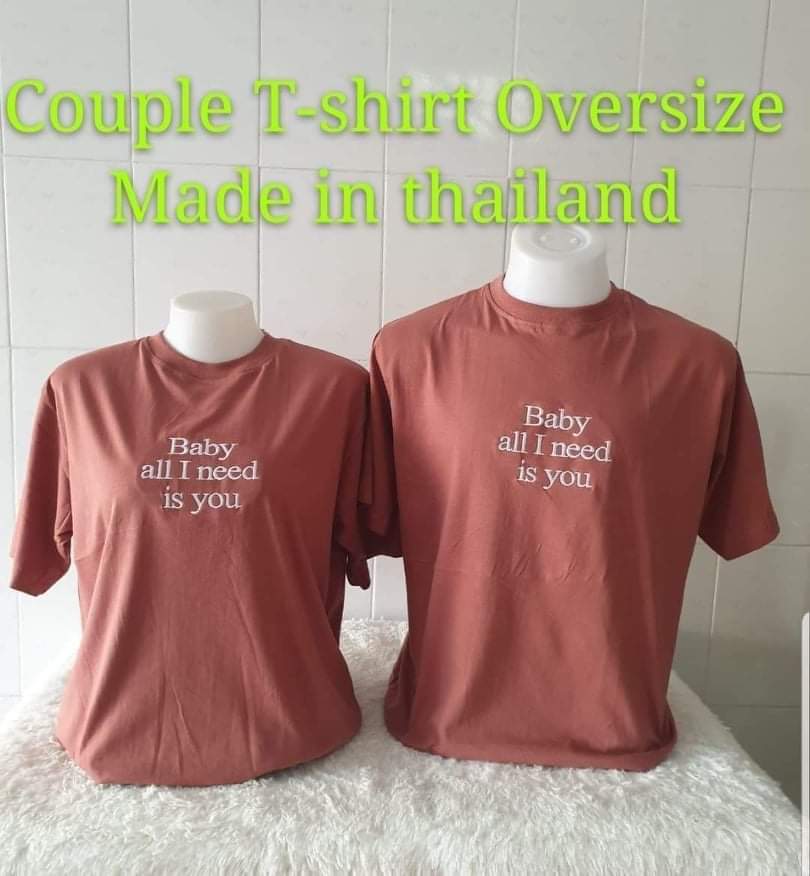 Couple T-shirt Oversize
Made in thailand
Baby
all I need
is you
Baby
all I need
is you